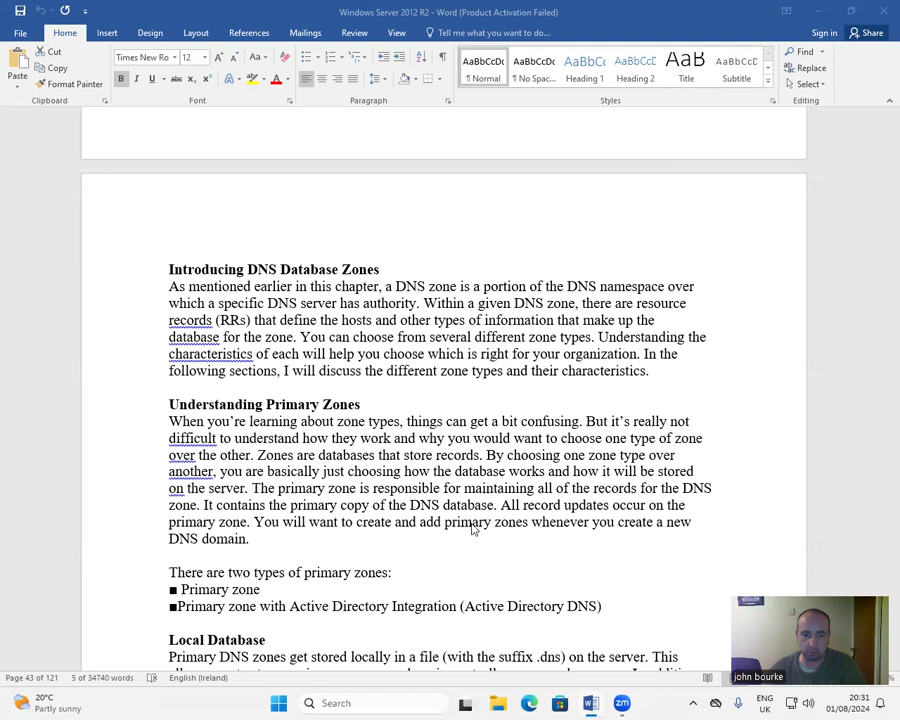 Windows Server 2012 R2 - Word (Product Activation Failed)
File Home Insert Design Layout References Mailings Review View Tell me what you want to do... Sign in Share
Paste Cut Copy Format Painter
Times New Ro 12 Aa
AaBbCcDc AaBbCcDc AaBbCc AaBbCcD AaB AaBbCcD
¶ Normal ¶ No Spac... Heading 1 Heading 2 Title Subtitle
Find Replace Select
Clipboard Font Paragraph Styles Editing
Introducing DNS Database Zones
As mentioned earlier in this chapter, a DNS zone is a portion of the DNS namespace over
which a specific DNS server has authority. Within a given DNS zone, there are resource
records (RRs) that define the hosts and other types of information that make up the
database for the zone. You can choose from several different zone types. Understanding the
characteristics of each will help you choose which is right for your organization. In the
following sections, I will discuss the different zone types and their characteristics.
Understanding Primary Zones
When you’re learning about zone types, things can get a bit confusing. But it’s really not
difficult to understand how they work and why you would want to choose one type of zone
over the other. Zones are databases that store records. By choosing one zone type over
another, you are basically just choosing how the database works and how it will be stored
on the server. The primary zone is responsible for maintaining all of the records for the DNS
zone. It contains the primary copy of the DNS database. All record updates occur on the
primary zone. You will want to create and add primary zones whenever you create a new
DNS domain.
There are two types of primary zones:
■ Primary zone
■Primary zone with Active Directory Integration (Active Directory DNS)
Local Database
Primary DNS zones get stored locally in a file (with the suffix .dns) on the server. This
john bourke
Page 43 of 121 5 of 34740 words English (Ireland)
20°C
Partly sunny
Search
ENG
UK
20:31
01/08/2024